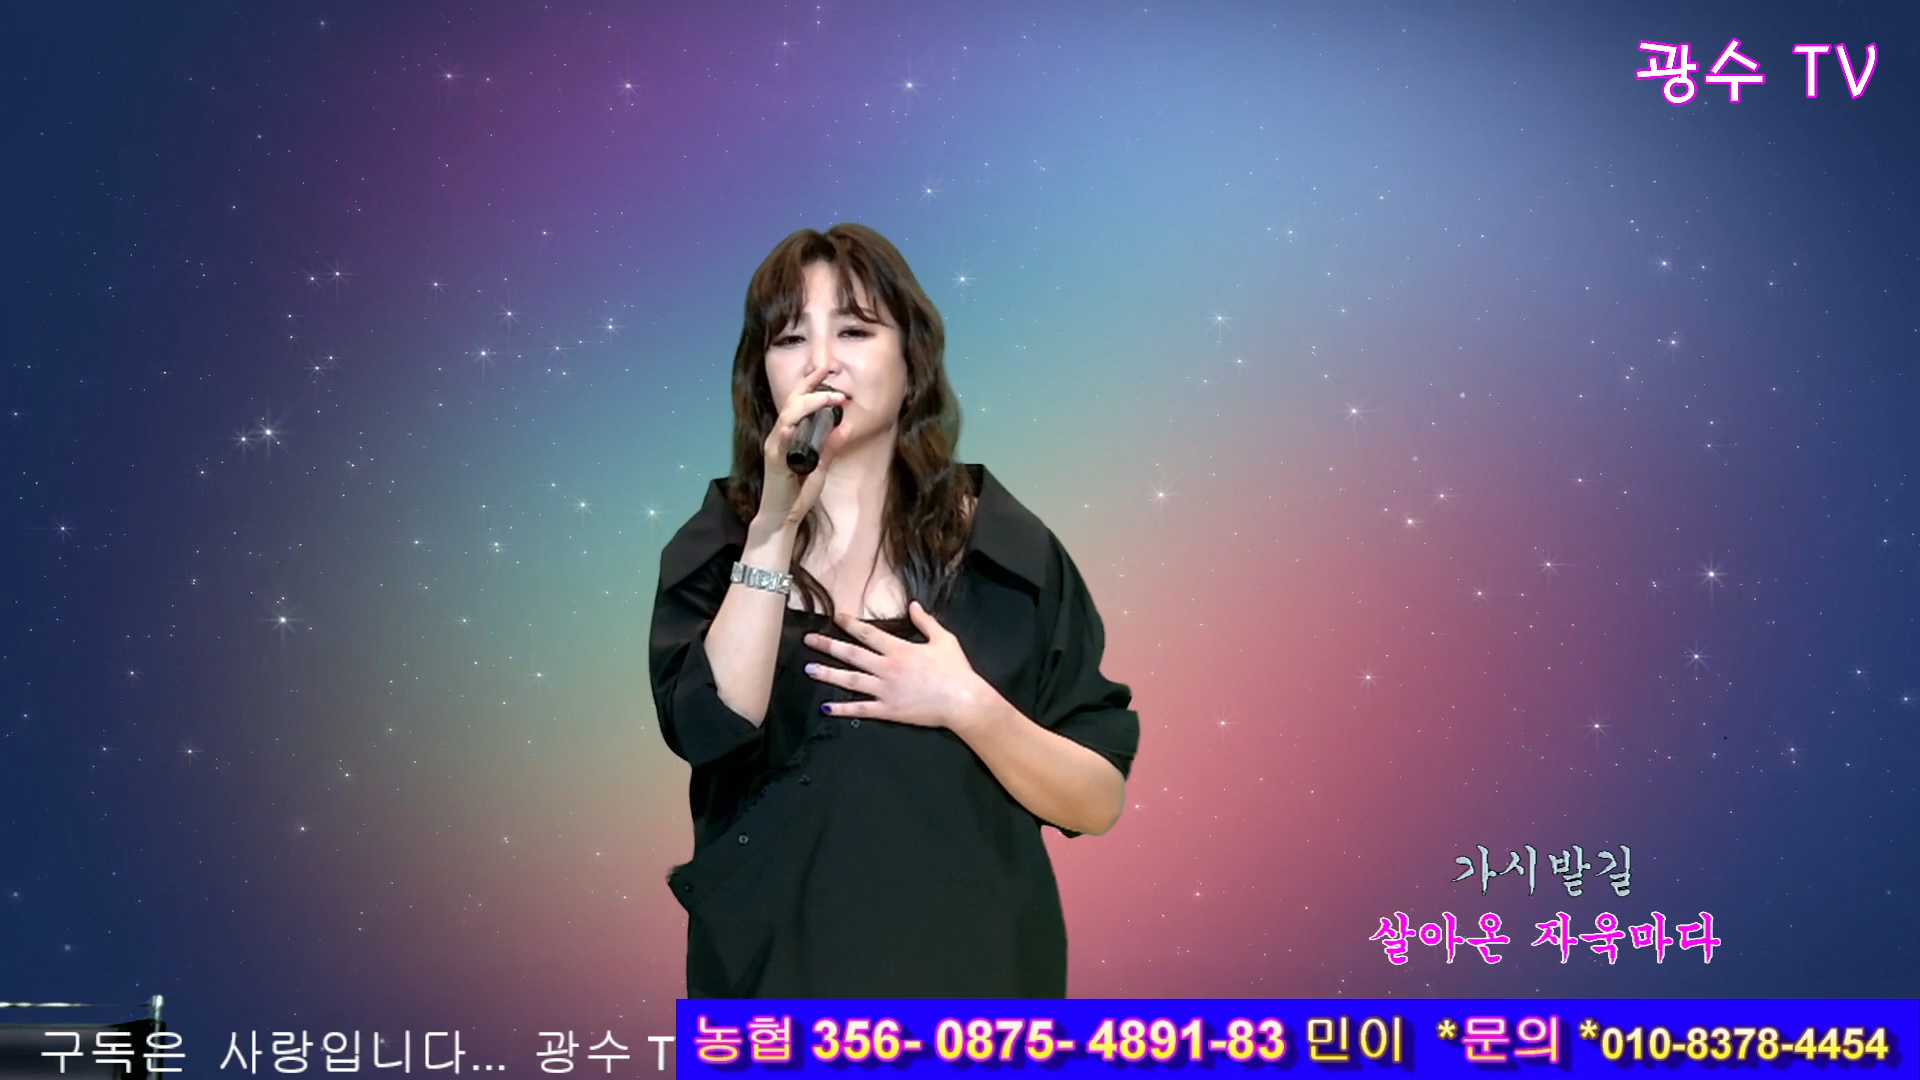 광수 TV
가시밭길
살아온 자욱마다
구독은 사랑입니다... 광수 T
농협 356- 0875- 4891-83 민이 *문의 *010-8378-4454